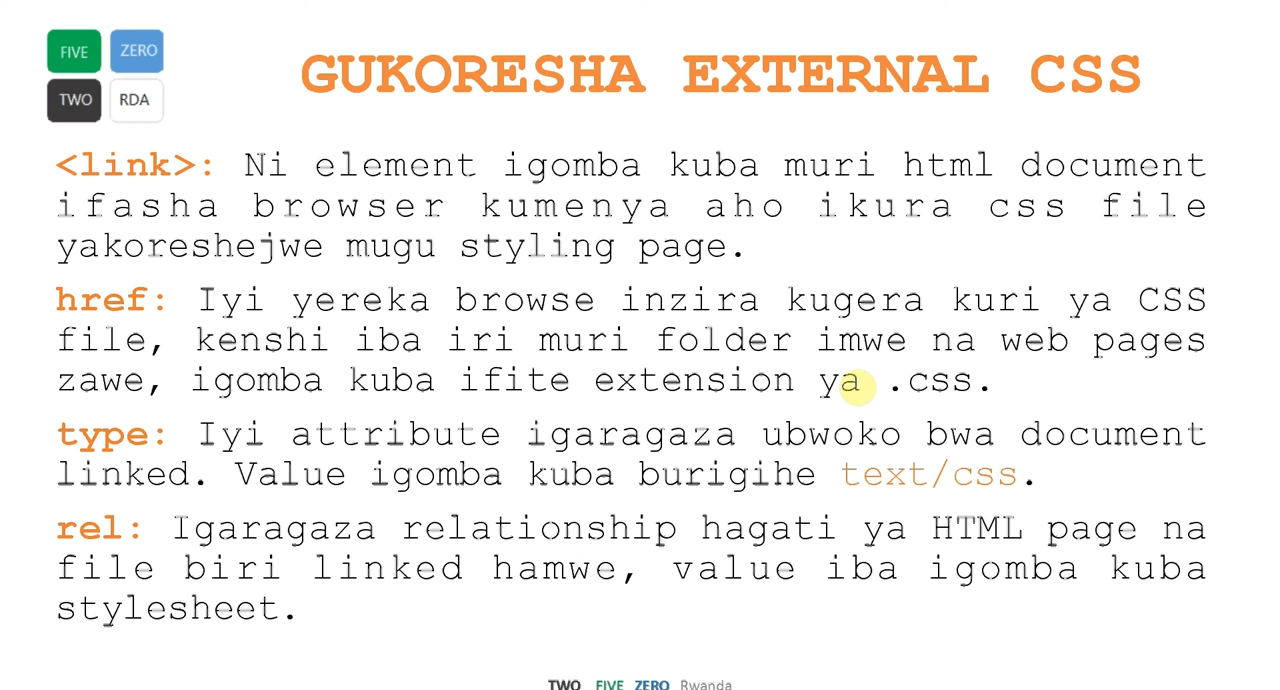 FIVE ZERO
TWO RDA
GUKORESHA EXTERNAL CSS
<link>: Ni element igomba kuba muri html document
ifasha browser kumenya aho ikura css file
yakoreshejwe mugu styling page.
href: Iyi yereka browse inzira kugera kuri ya CSS
file, kenshi iba iri muri folder imwe na web pages
zawe, igomba kuba ifite extension ya .css.
type: Iyi attribute igaragaza ubwoko bwa document
linked. Value igomba kuba burigihe text/css.
rel: Igaragaza relationship hagati ya HTML page na
file biri linked hamwe, value iba igomba kuba
stylesheet.
TWO FIVE ZERO Rwanda